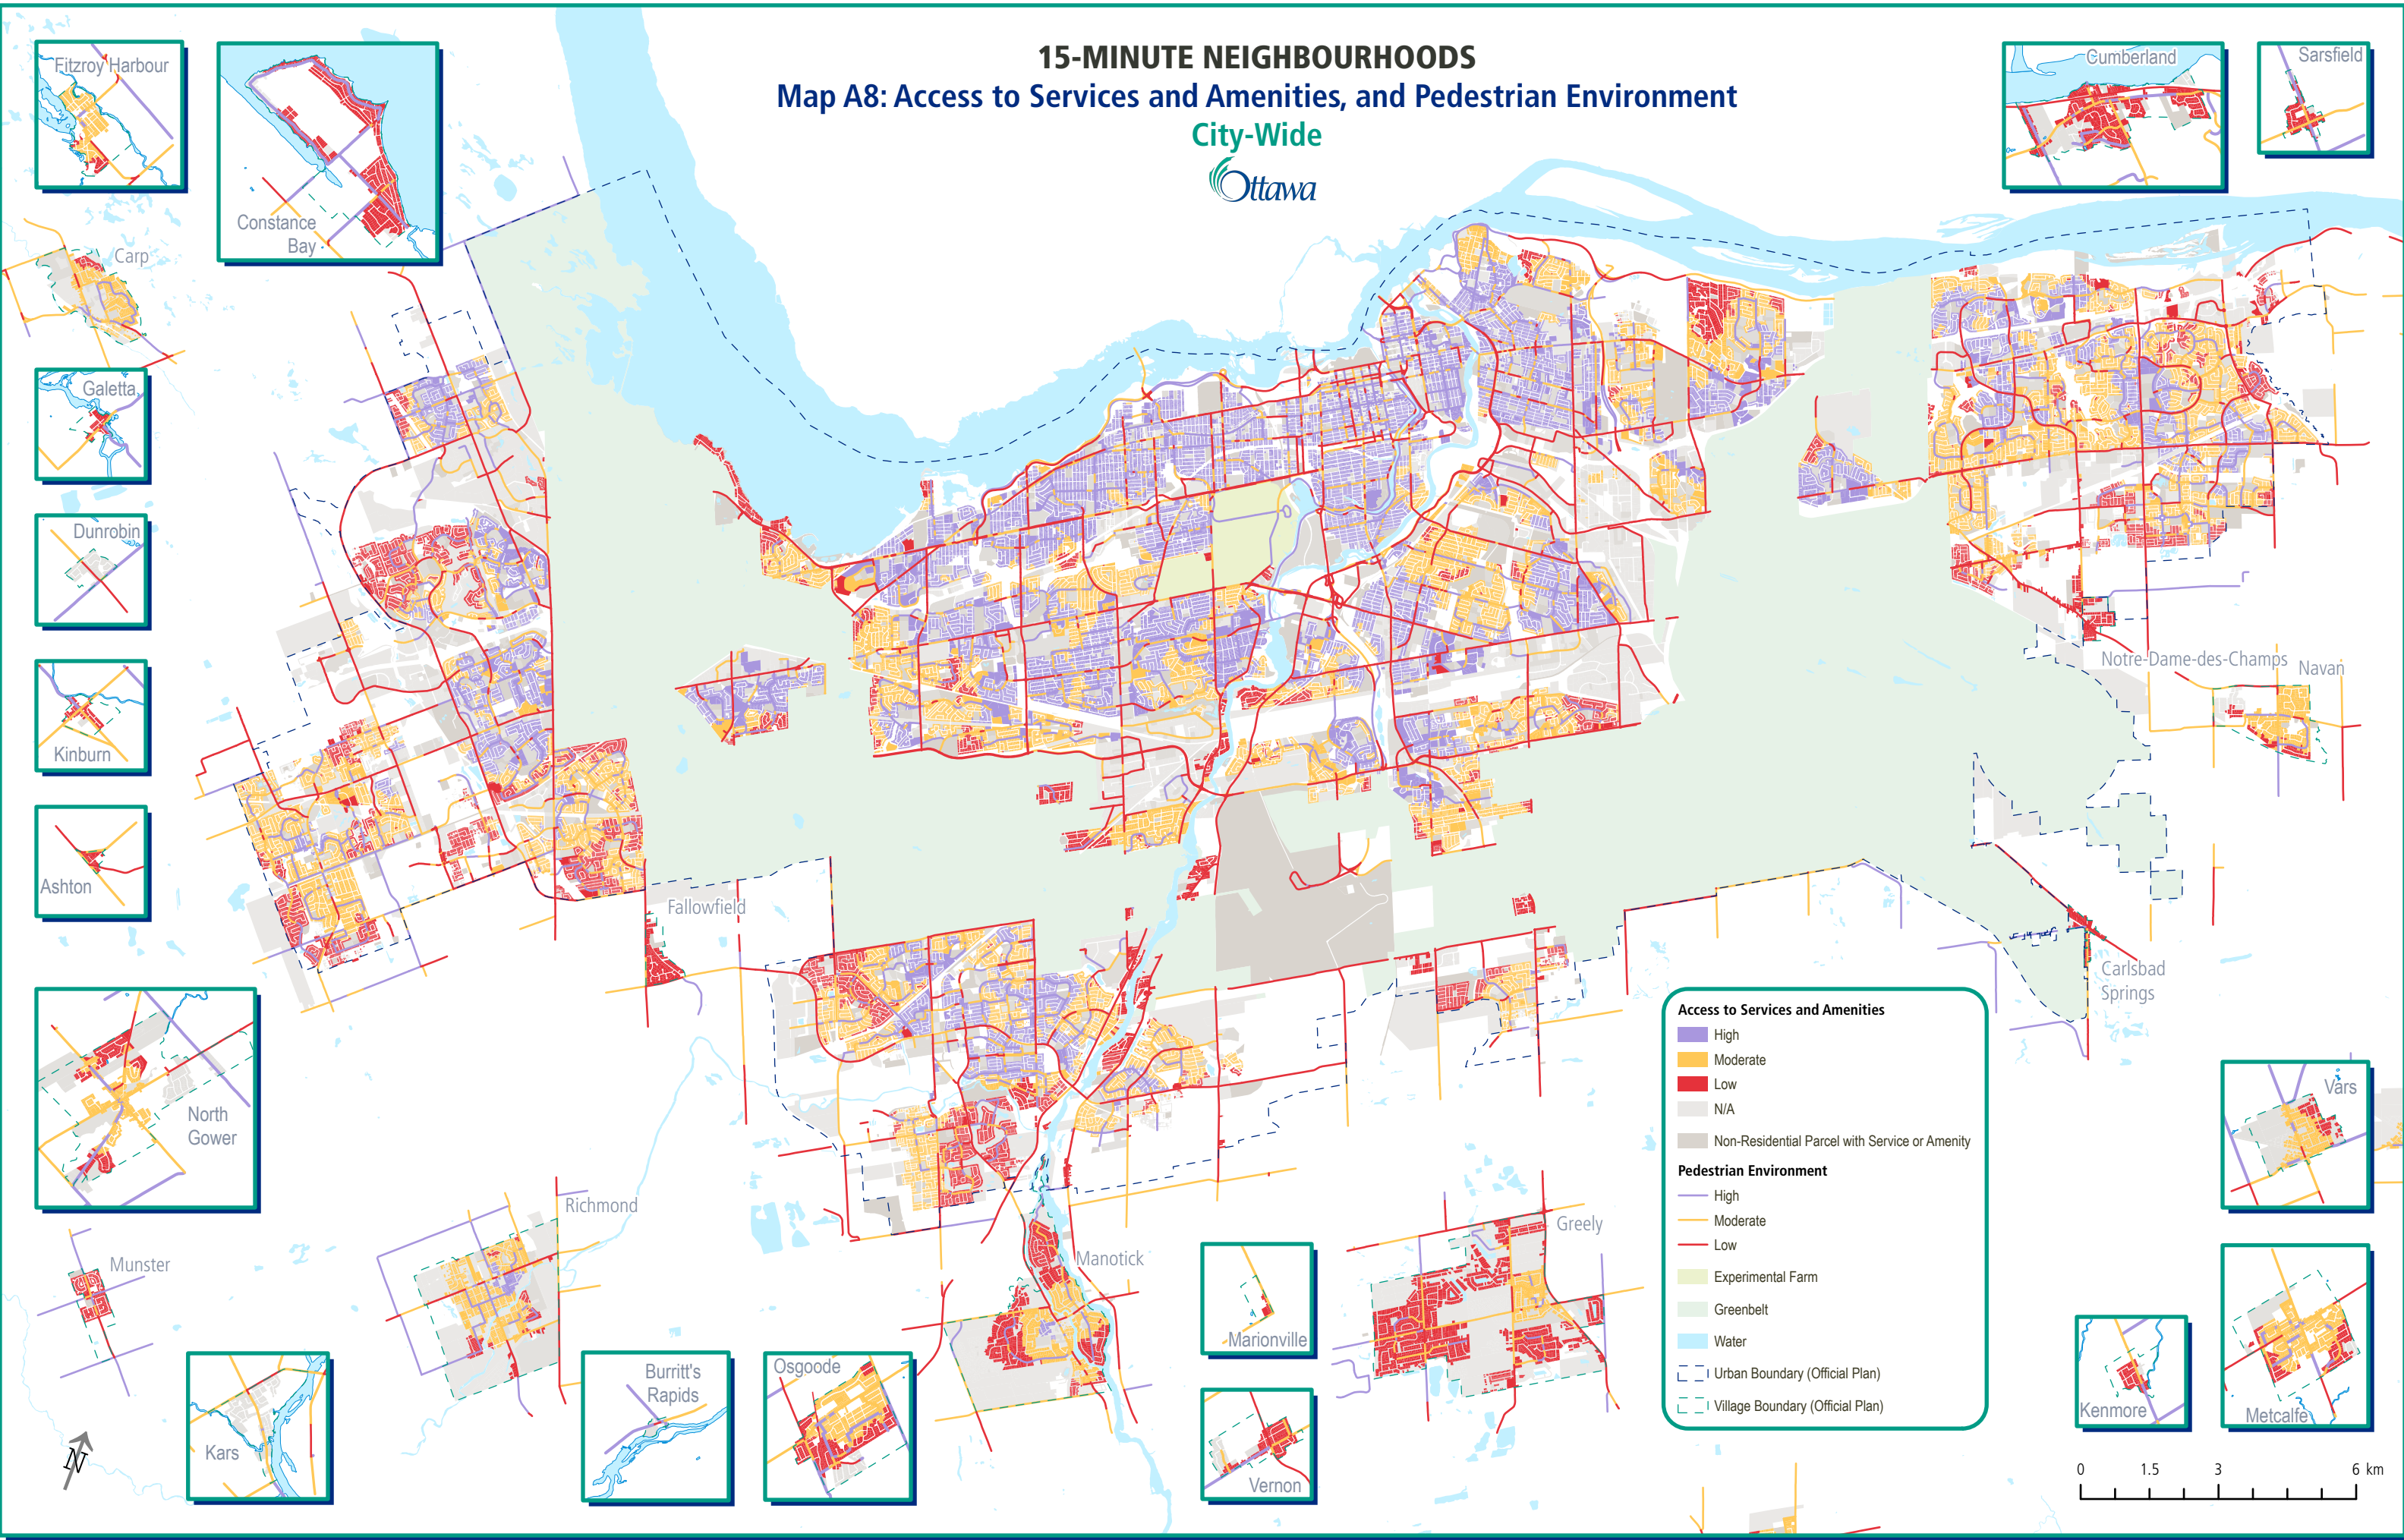 15-MINUTE NEIGHBOURHOODS
Map A8: Access to Services and Amenities, and Pedestrian Environment
City-Wide
Ottawa
Fitzroy Harbour
Constance
Bay
Cumberland
Sarsfield
Carp
Galetta
Dunrobin
Kinburn
Ashton
Notre-Dame-des-Champs
Navan
Fallowfield
Carlsbad
Springs
North
Gower
Access to Services and Amenities
High
Moderate
Low
N/A
Non-Residential Parcel with Service or Amenity
Pedestrian Environment
High
Moderate
Low
Experimental Farm
Greenbelt
Water
Urban Boundary (Official Plan)
Village Boundary (Official Plan)
Vars
Richmond
Munster
Manotick
Greely
Marionville
Kars
Burritt's
Rapids
Osgoode
Vernon
Kenmore
Metcalfe
N
0 1.5 3 6 km